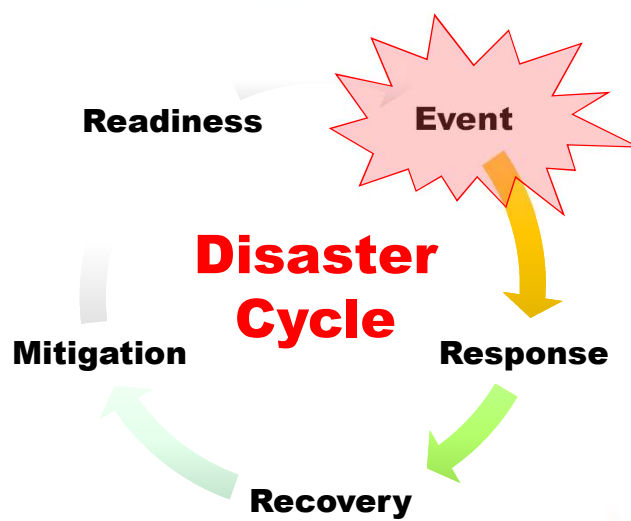 Readiness
Event
Disaster
Cycle
Mitigation
Response
Recovery